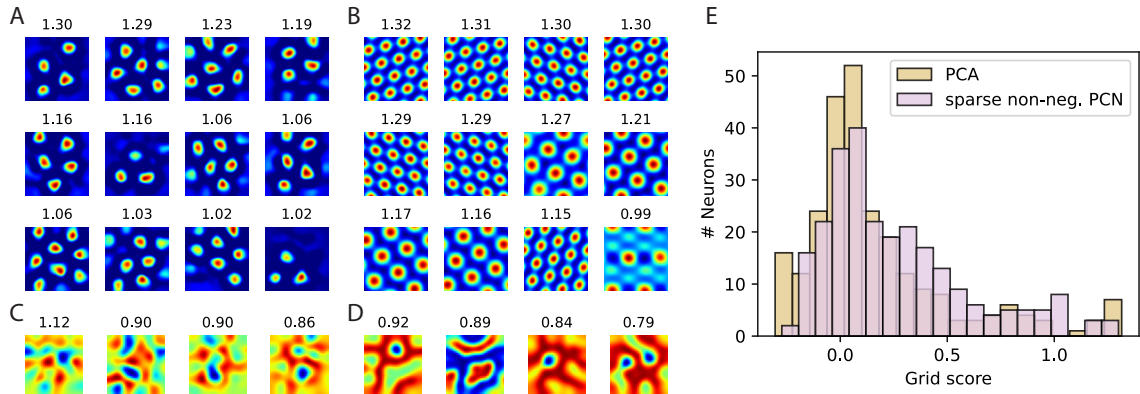 A
1.30 1.29 1.23 1.19
1.16 1.16 1.06 1.06
1.06 1.03 1.02 1.02
B
1.32 1.31 1.30 1.30
1.29 1.29 1.27 1.21
1.17 1.16 1.15 0.99
C
1.12 0.90 0.90 0.86
D
0.92 0.89 0.84 0.79
E
PCA
sparse non-neg. PCN
# Neurons
50
40
30
20
10
0
0.0 0.5 1.0
Grid score